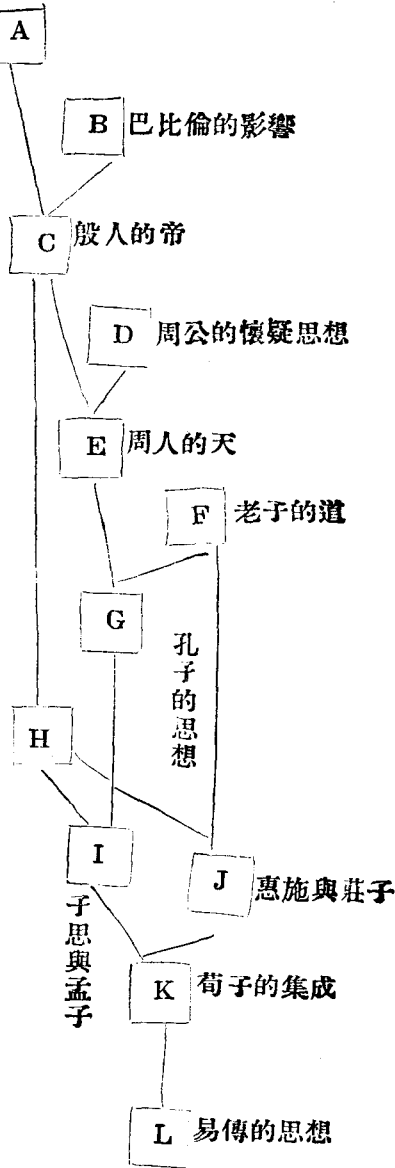 A
B 巴比倫的影響
C 殷人的帝
D 周公的懷疑思想
E 周人的天
F 老子的道
G
孔子的思想
H
I
子思與孟子
J 惠施與莊子
K 荀子的集成
L 易傳的思想